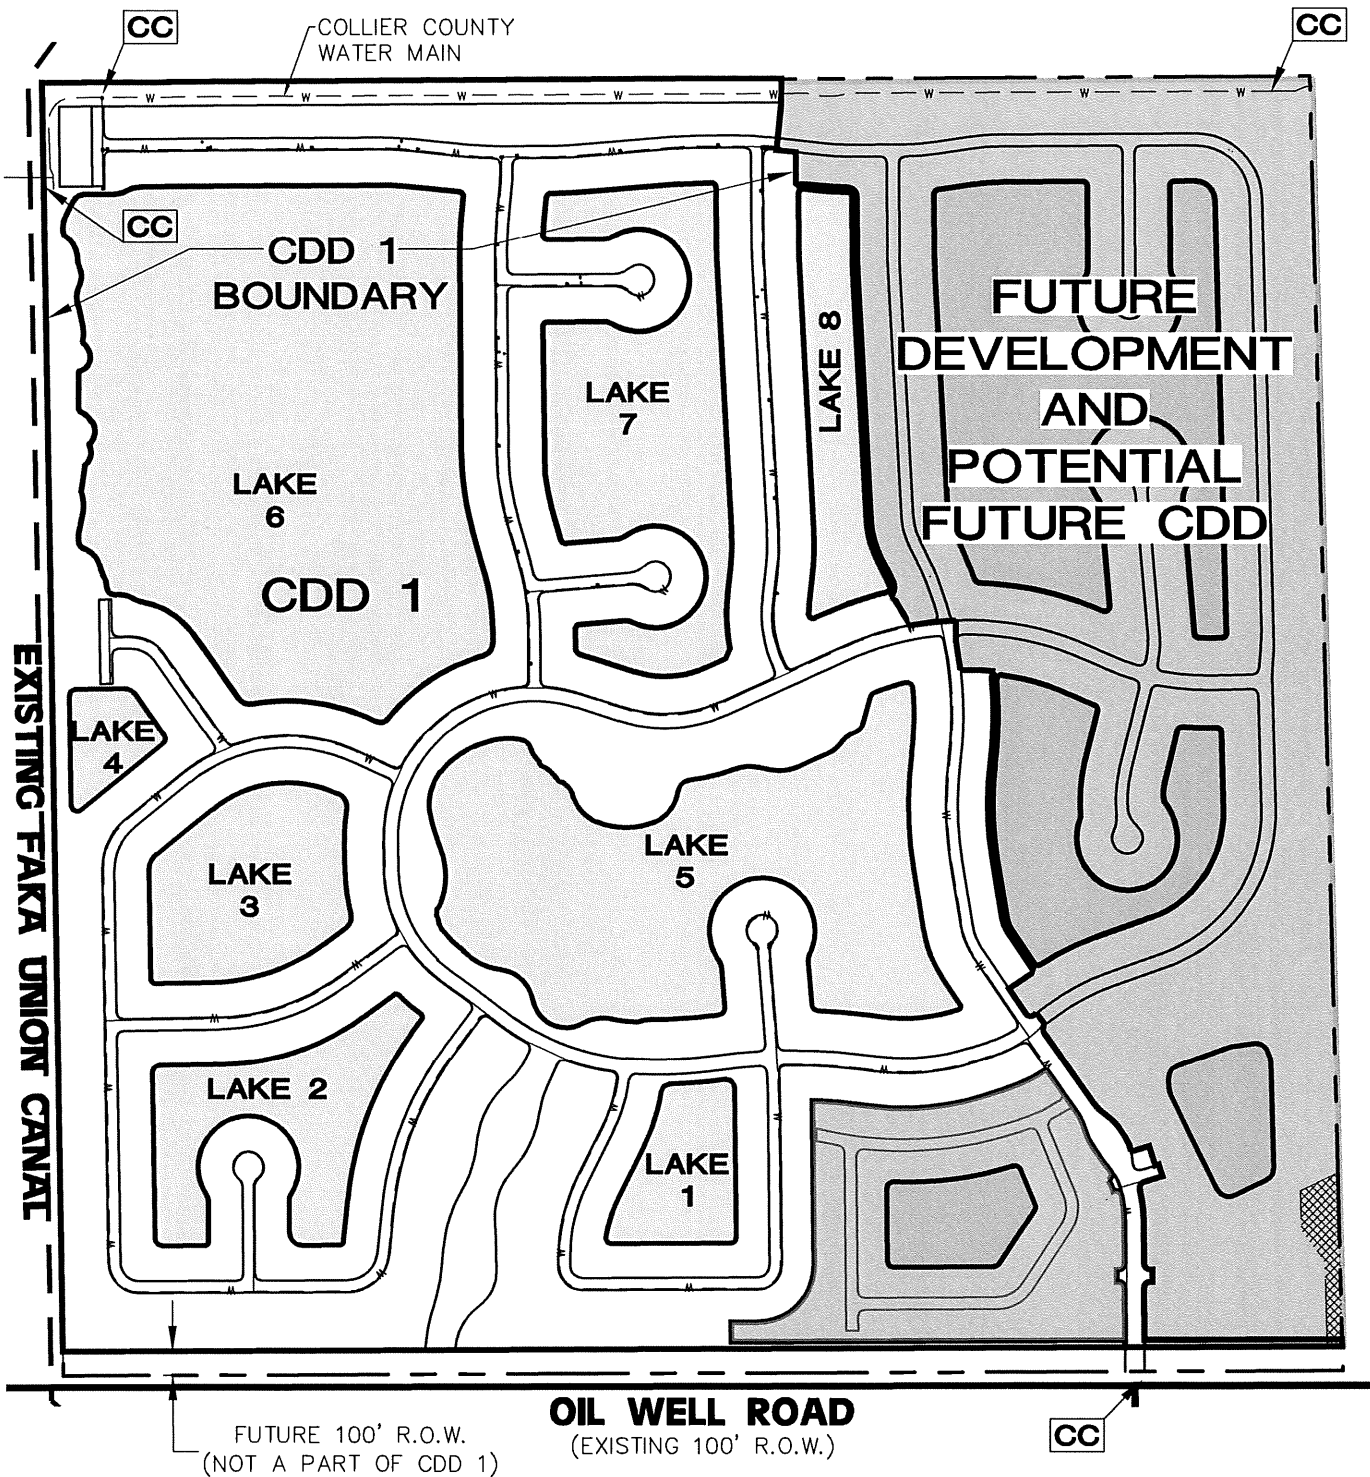 CC
COLLIER COUNTY
WATER MAIN
CC
W W W W W W W W
CC
CDD 1
BOUNDARY
FUTURE
DEVELOPMENT
AND
POTENTIAL
FUTURE CDD
LAKE 8
LAKE
7
LAKE
6
CDD 1
LAKE
4
EXISTING FAKA UNION CANAL
LAKE
5
LAKE
3
LAKE 2
LAKE
1
OIL WELL ROAD
(EXISTING 100' R.O.W.)
CC
FUTURE 100' R.O.W.
(NOT A PART OF CDD 1)